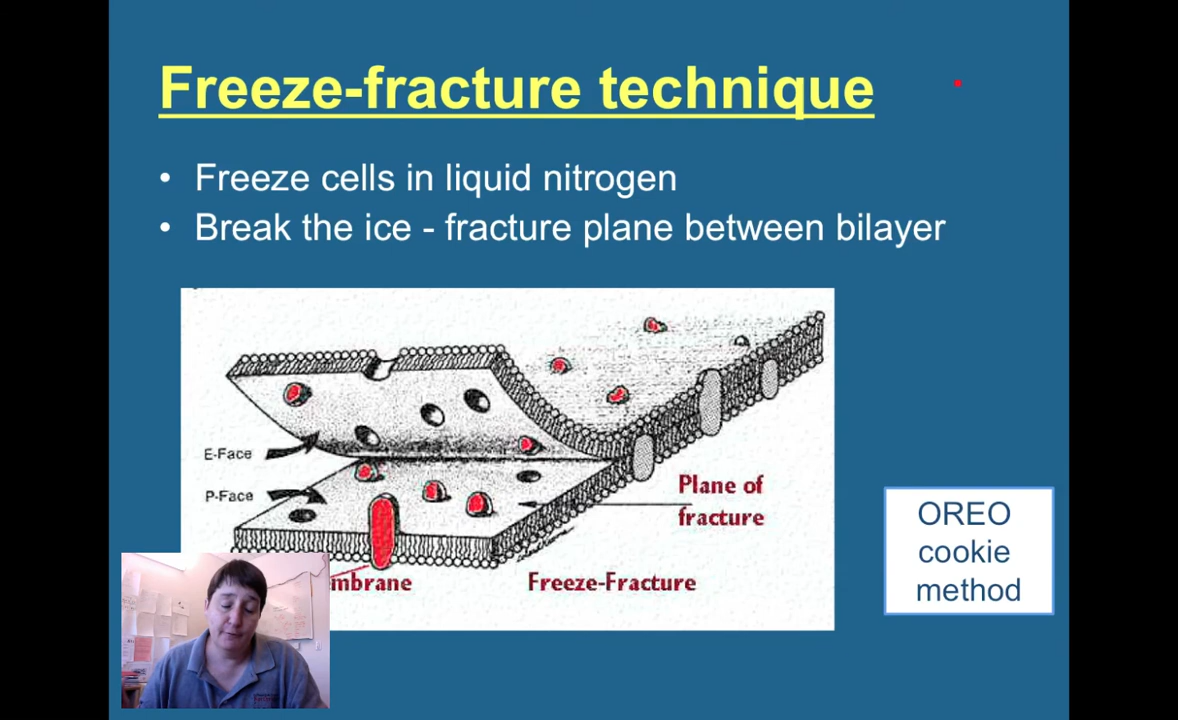 Freeze-fracture technique
• Freeze cells in liquid nitrogen
• Break the ice - fracture plane between bilayer
E-Face
P-Face
Plane of
fracture
mbrane
Freeze-Fracture
OREO
cookie
method